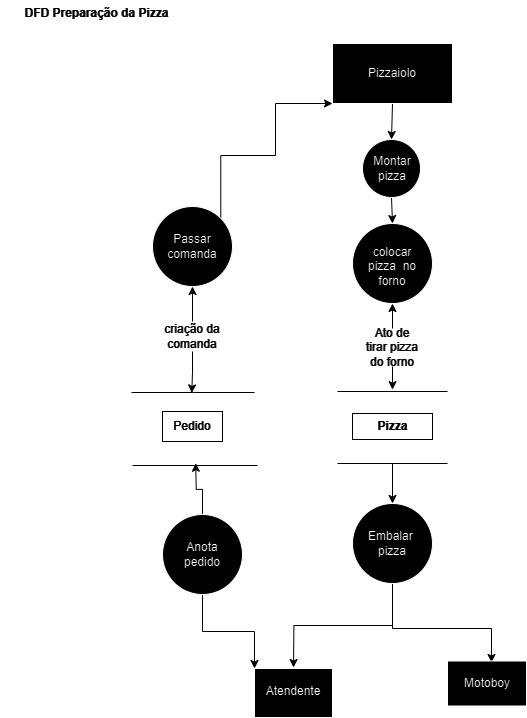 DFD Preparação da Pizza
Pizzaiolo
Montar
pizza
Passar
comanda
colocar
pizza no
forno
criação da
comanda
Ato de
tirar pizza
do forno
Pedido
Pizza
Anota
pedido
Embalar
pizza
Atendente
Motoboy